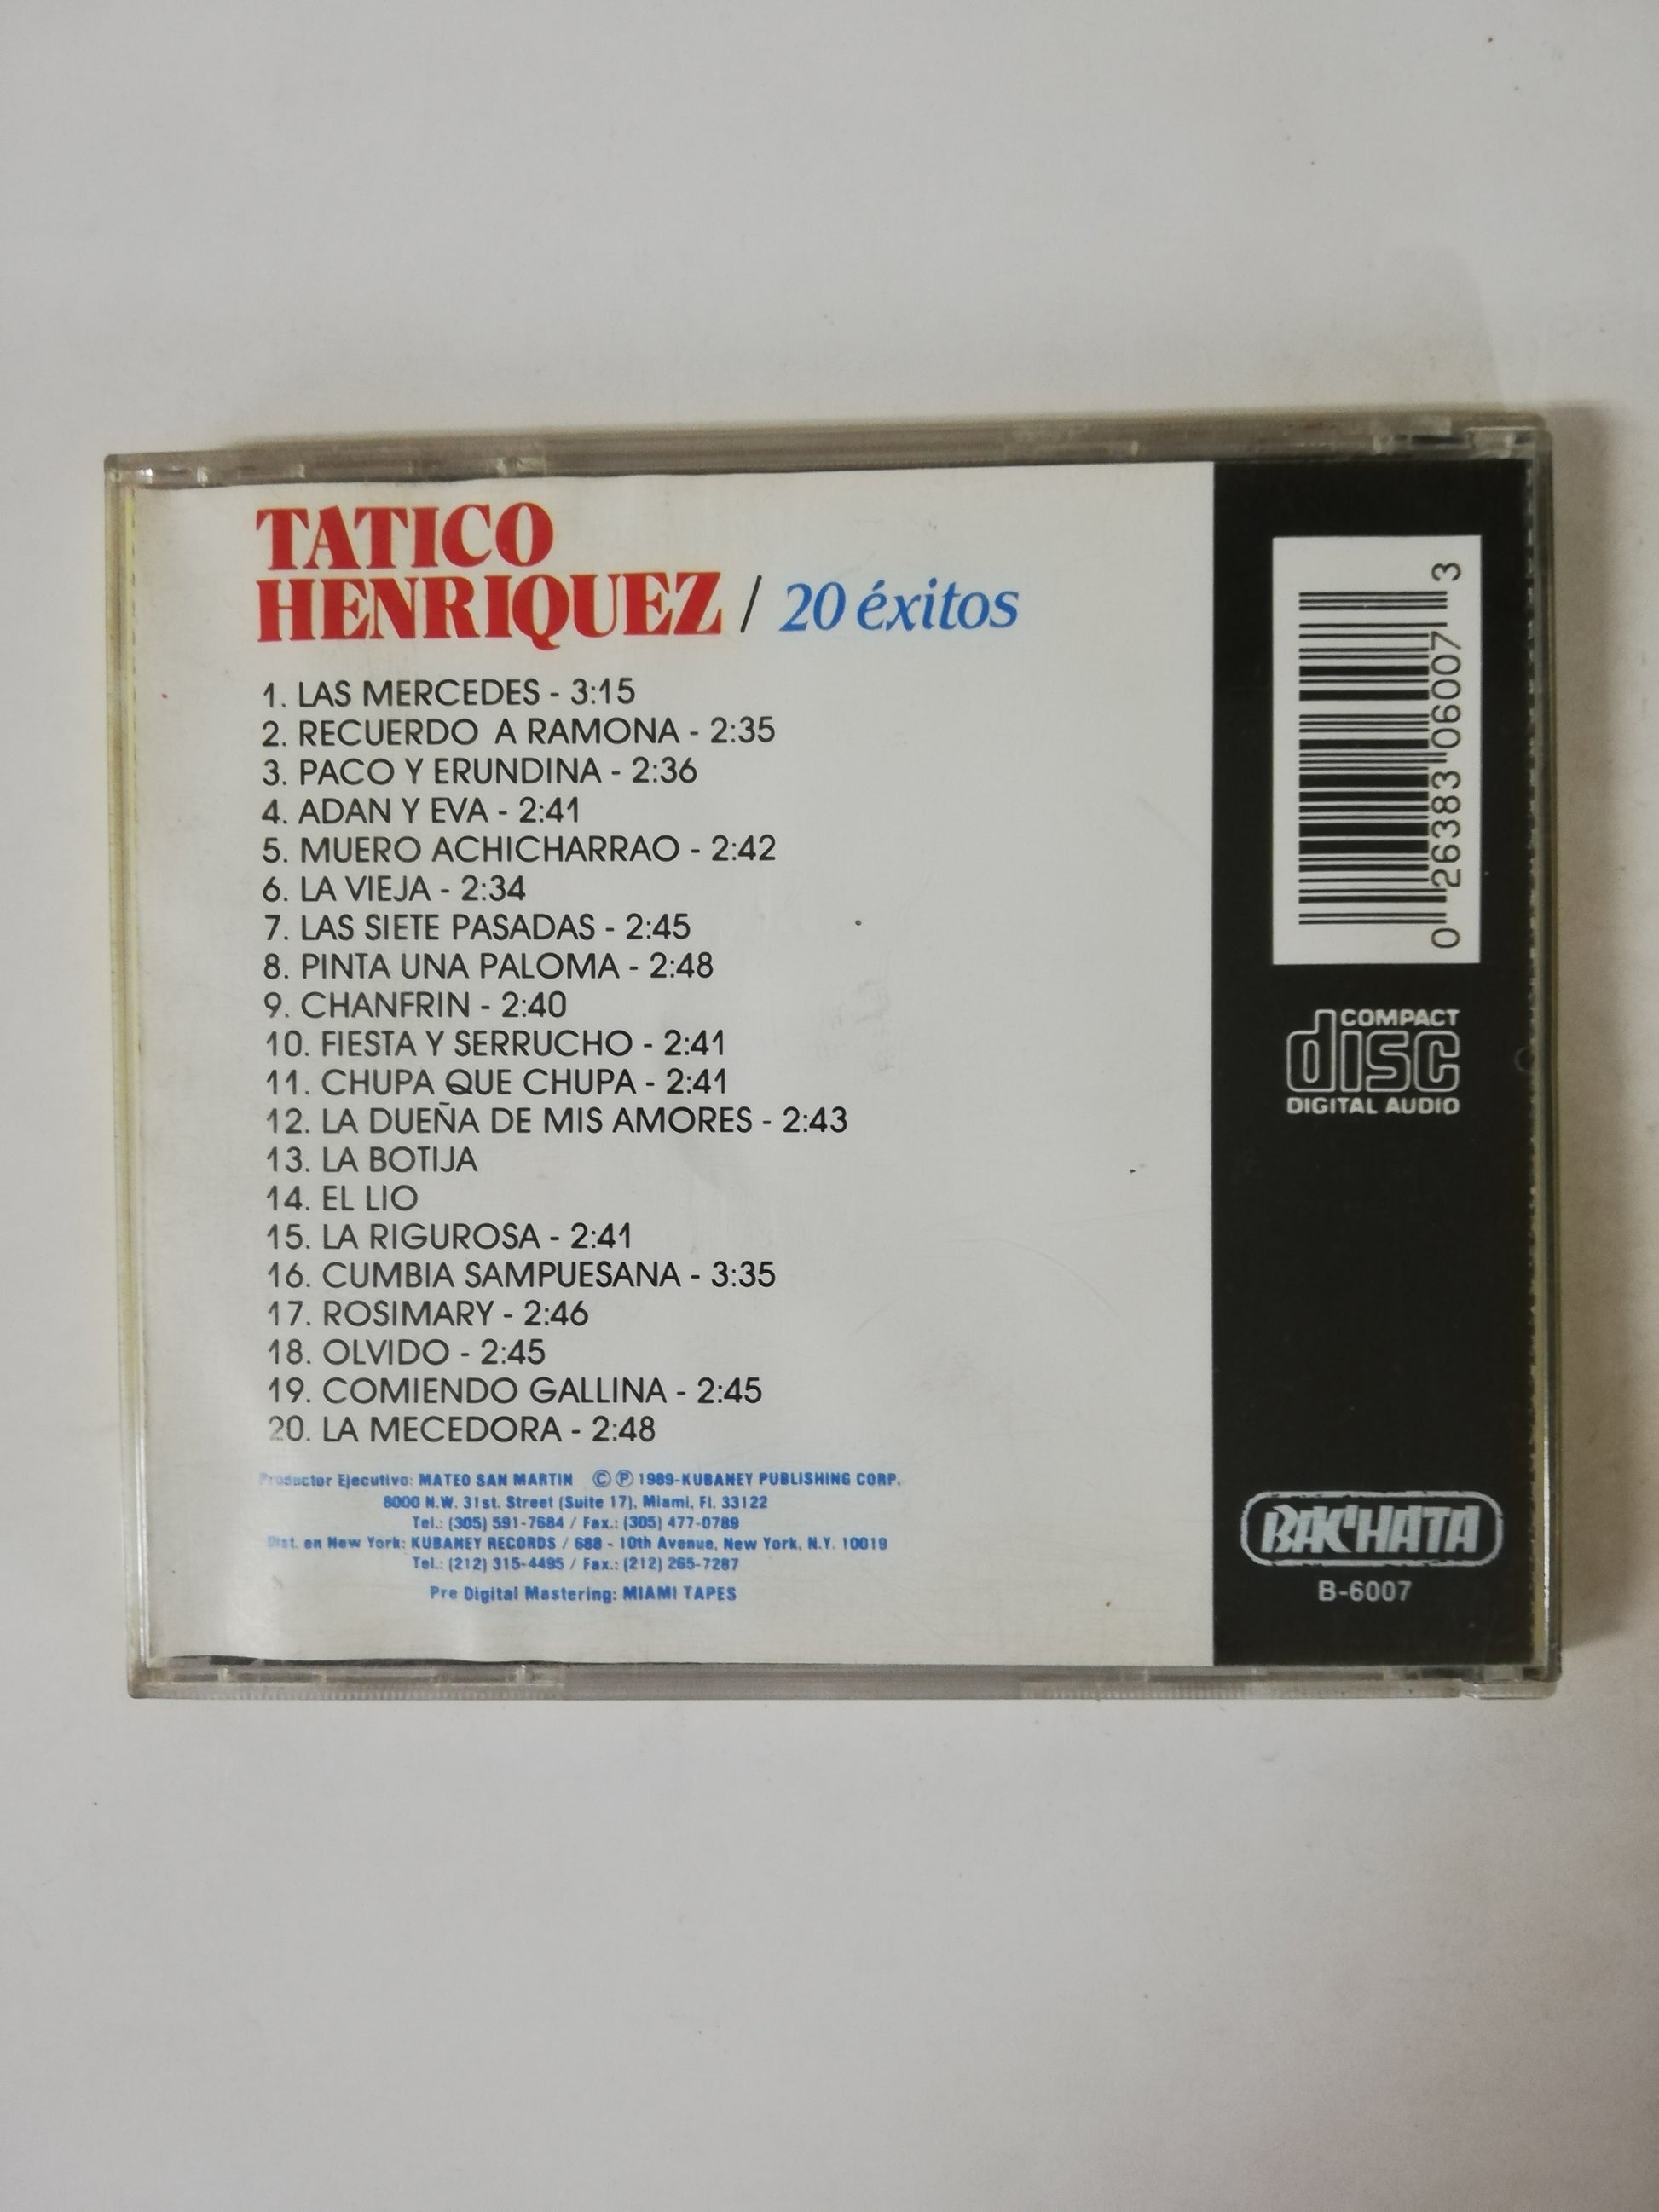 TATICO
HENRIQUEZ / 20 éxitos
1. LAS MERCEDES - 3:15
2. RECUERDO A RAMONA - 2:35
3. PACO Y ERUNDINA - 2:36
4. ADAN Y EVA - 2:41
5. MUERO ACHICHARRAO - 2:42
6. LA VIEJA - 2:34
7. LAS SIETE PASADAS - 2:45
8. PINTA UNA PALOMA - 2:48
9. CHANFRIN - 2:40
10. FIESTA Y SERRUCHO - 2:41
11. CHUPA QUE CHUPA - 2:41
12. LA DUEÑA DE MIS AMORES - 2:43
13. LA BOTIJA
14. EL LIO
15. LA RIGUROSA - 2:41
16. CUMBIA SAMPUESANA - 3:35
17. ROSIMARY - 2:46
18. OLVIDO - 2:45
19. COMIENDO GALLINA - 2:45
20. LA MECEDORA - 2:48
Productor Ejecutivo: MATEO SAN MARTIN © ℗ 1989-KUBANEY PUBLISHING CORP.
8000 N.W. 31st. Street (Suite 17), Miami, Fl. 33122
Tel.: (305) 591-7684 / Fax.: (305) 477-0789
Dist. en New York: KUBANEY RECORDS / 688 - 10th Avenue, New York, N.Y. 10019
Tel.: (212) 315-4495 / Fax.: (212) 265-7287
Pre Digital Mastering: MIAMI TAPES
0 26383 06007 3
COMPACT
disc
DIGITAL AUDIO
BACHATA
B-6007